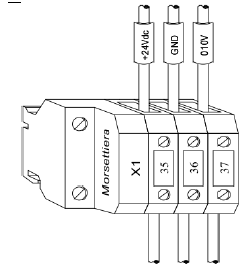 +24Vdc
GND
010V
Morsettiera
X1
35
36
37